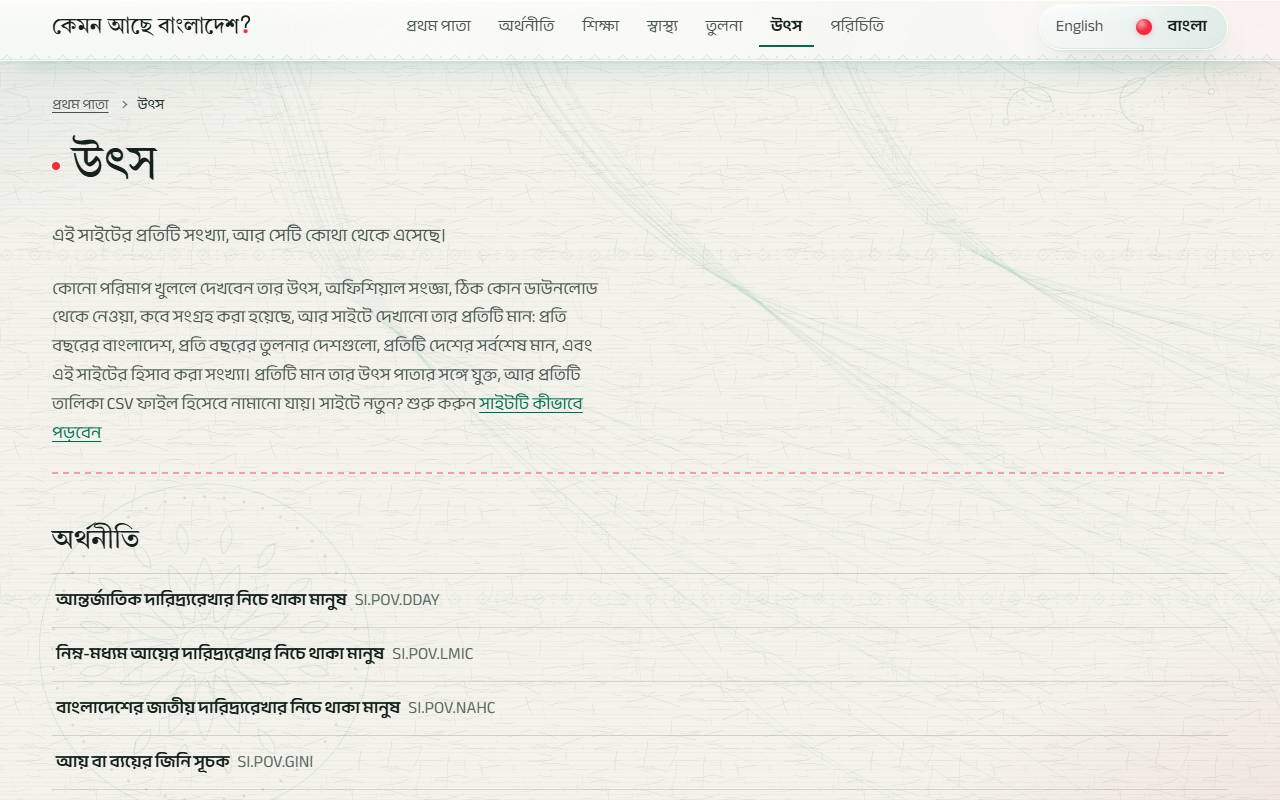 কেমন আছে বাংলাদেশ?
প্রথম পাতা
অর্থনীতি
শিক্ষা
স্বাস্থ্য
তুলনা
উৎস
পরিচিতি
English
বাংলা
প্রথম পাতা › উৎস
উৎস
এই সাইটের প্রতিটি সংখ্যা, আর সেটি কোথা থেকে এসেছে।
কোনো পরিমাপ খুললে দেখবেন তার উৎস, অফিশিয়াল সংজ্ঞা, ঠিক কোন ডাউনলোড
থেকে নেওয়া, কবে সংগ্রহ করা হয়েছে, আর সাইটে দেখানো তার প্রতিটি মান: প্রতি
বছরের বাংলাদেশ, প্রতি বছরের তুলনার দেশগুলো, প্রতিটি দেশের সর্বশেষ মান, এবং
এই সাইটের হিসাব করা সংখ্যা। প্রতিটি মান তার উৎস পাতার সঙ্গে যুক্ত, আর প্রতিটি
তালিকা CSV ফাইল হিসেবে নামানো যায়। সাইটে নতুন? শুরু করুন সাইটটি কীভাবে
পড়বেন
অর্থনীতি
আন্তর্জাতিক দারিদ্র্যরেখার নিচে থাকা মানুষ SI.POV.DDAY
নিম্ন-মধ্যম আয়ের দারিদ্র্যরেখার নিচে থাকা মানুষ SI.POV.LMIC
বাংলাদেশের জাতীয় দারিদ্র্যরেখার নিচে থাকা মানুষ SI.POV.NAHC
আয় বা ব্যয়ের জিনি সূচক SI.POV.GINI